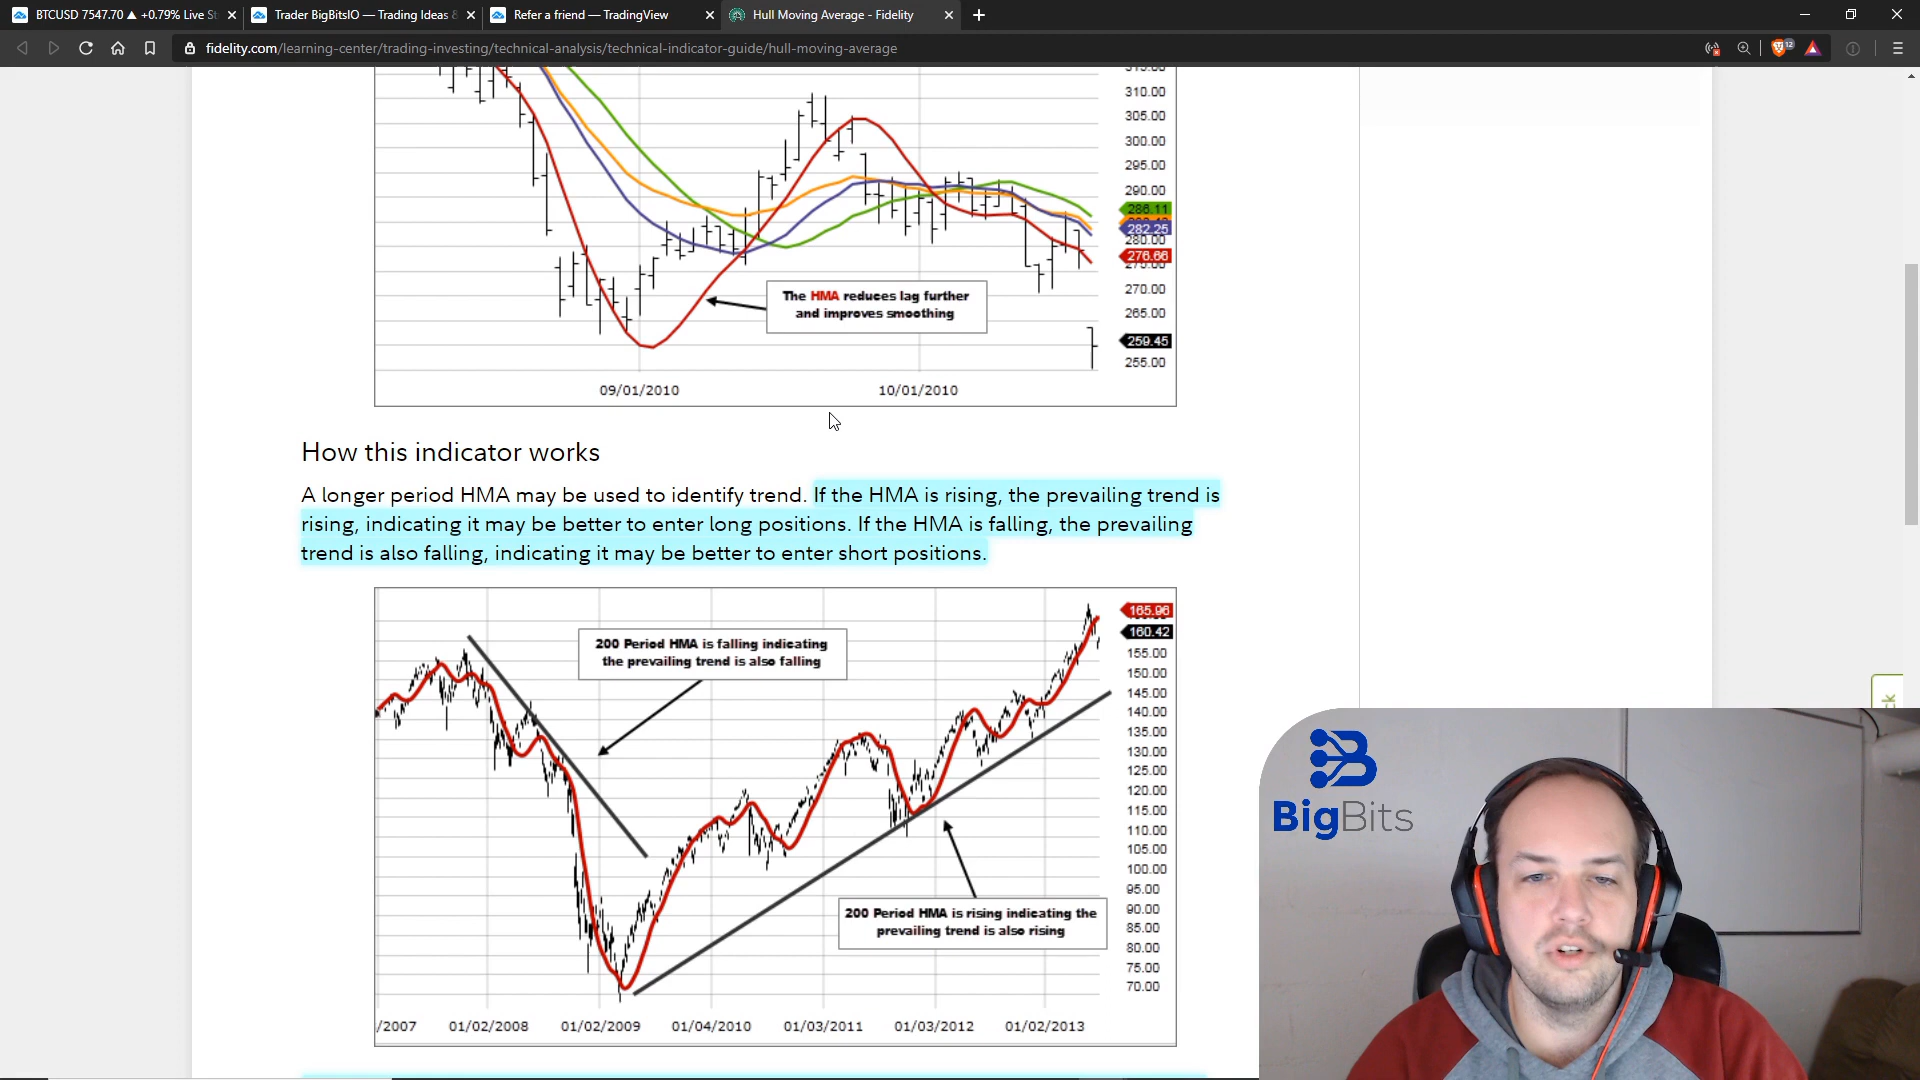 BTCUSD 7547.70 ▲ +0.79% Live St
Trader BigBitsIO — Trading Ideas &
Refer a friend — TradingView
Hull Moving Average - Fidelity
fidelity.com/learning-center/trading-investing/technical-analysis/technical-indicator-guide/hull-moving-average
12
315.00
310.00
305.00
300.00
295.00
290.00
286.11
282.25
280.00
276.66
275.00
270.00
265.00
259.45
255.00
The HMA reduces lag further
and improves smoothing
09/01/2010
10/01/2010
How this indicator works
A longer period HMA may be used to identify trend. If the HMA is rising, the prevailing trend is
rising, indicating it may be better to enter long positions. If the HMA is falling, the prevailing
trend is also falling, indicating it may be better to enter short positions.
200 Period HMA is falling indicating
the prevailing trend is also falling
165.96
160.42
155.00
150.00
145.00
140.00
135.00
130.00
125.00
120.00
115.00
110.00
105.00
100.00
95.00
90.00
85.00
80.00
75.00
70.00
200 Period HMA is rising indicating the
prevailing trend is also rising
/2007
01/02/2008
01/02/2009
01/04/2010
01/03/2011
01/03/2012
01/02/2013
BigBits